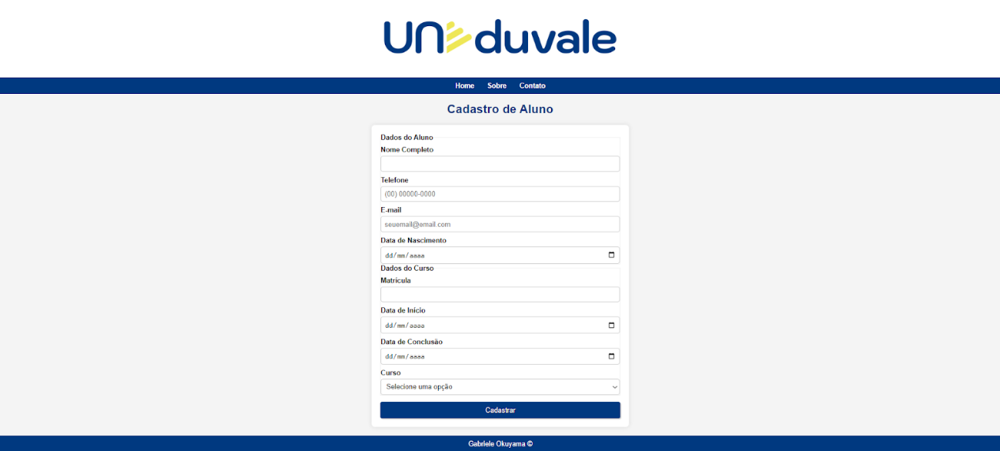 UNeduvale
Home Sobre Contato
Cadastro de Aluno
Dados do Aluno
Nome Completo
Telefone
(00) 00000-0000
E-mail
seuemail@email.com
Data de Nascimento
dd/mm/aaaa
Dados do Curso
Matrícula
Data de Início
dd/mm/aaaa
Data de Conclusão
dd/mm/aaaa
Curso
Selecione uma opção
Cadastrar
Gabriele Okuyama ©